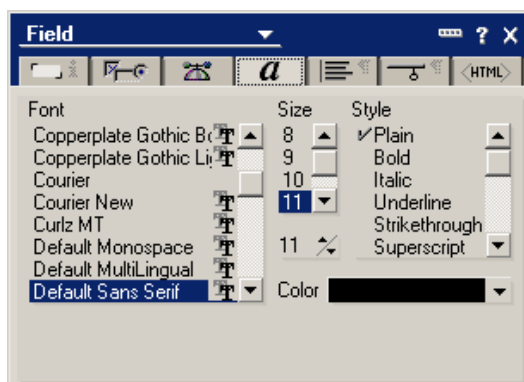 Field ? X
a <HTML>
Font Size Style
Copperplate Gothic Bo T 8 Plain
Copperplate Gothic Li T 9 Bold
Courier 10 Italic
Courier New T 11 Underline
Curlz MT T Strikethrough
Default Monospace T 11 Superscript
Default MultiLingual T
Default Sans Serif T Color